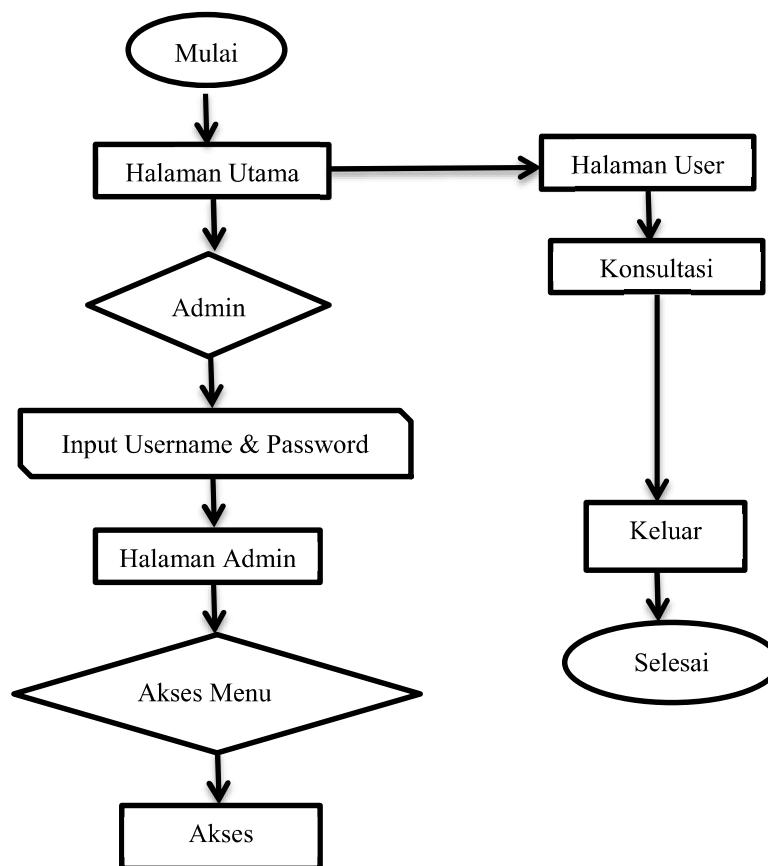 Mulai
Halaman Utama
Halaman User
Konsultasi
Admin
Input Username & Password
Keluar
Halaman Admin
Selesai
Akses Menu
Akses